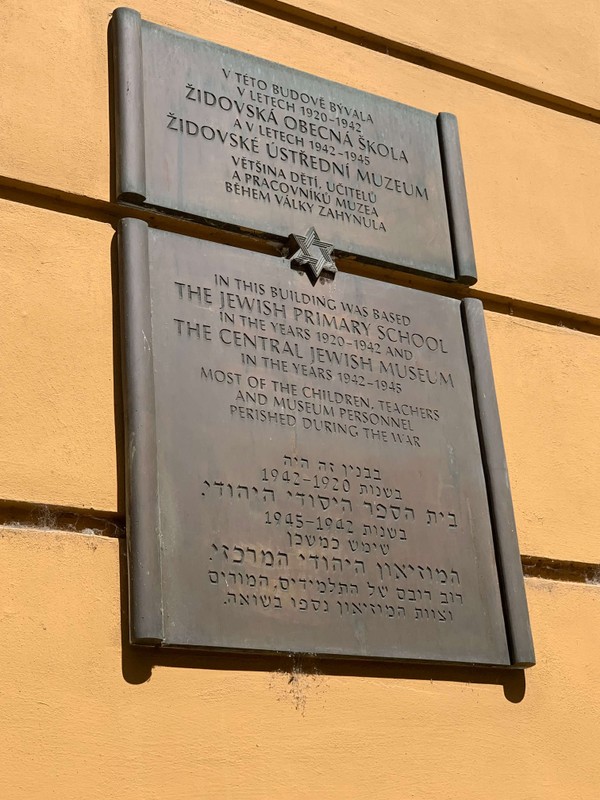 V TÉTO BUDOVĚ BÝVALA
V LETECH 1920-1942
ŽIDOVSKÁ OBECNÁ ŠKOLA
A V LETECH 1942-1945
ŽIDOVSKÉ ÚSTŘEDNÍ MUZEUM
VĚTŠINA DĚTÍ, UČITELŮ
A PRACOVNÍKŮ MUZEA
BĚHEM VÁLKY ZAHYNULA
IN THIS BUILDING WAS BASED
THE JEWISH PRIMARY SCHOOL
IN THE YEARS 1920-1942 AND
THE CENTRAL JEWISH MUSEUM
IN THE YEARS 1942-1945
MOST OF THE CHILDREN, TEACHERS
AND MUSEUM PERSONNEL
PERISHED DURING THE WAR
בבנין זה היה
בשנות 1942-1920
בית הספר היסודי היהודי.
בשנות 1945-1942
שימש כמשכן
המוזיאון היהודי המרכזי.
רוב רובם של התלמידים, המורים
וצוות המוזיאון נספו בשואה.